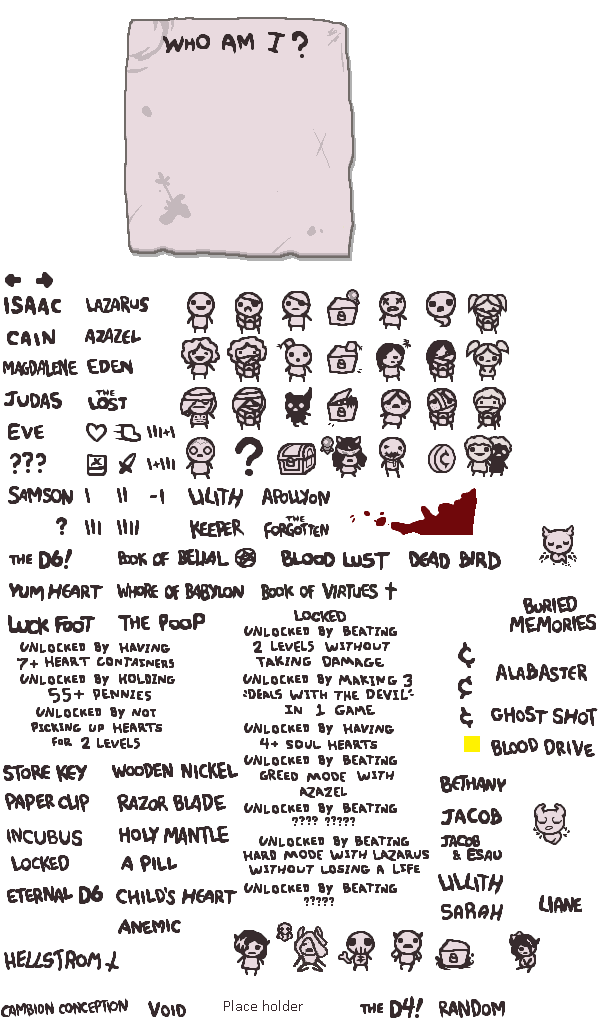 WHO AM I?
ISAAC LAZARUS
CAIN AZAZEL
MAGDALENE EDEN
JUDAS THE LOST
EVE
???
SAMSON I II -I LILITH APOLLYON
? III IIII KEEPER THE FORGOTTEN
THE D6! BOOK OF BELIAL BLOOD LUST DEAD BIRD
YUM HEART WHORE OF BABYLON BOOK OF VIRTUES
BURIED
MEMORIES
LUCK FOOT THE POOP
LOCKED
UNLOCKED BY HAVING
7+ HEART CONTAINERS
UNLOCKED BY HOLDING
55+ PENNIES
UNLOCKED BY NOT
PICKING UP HEARTS
FOR 2 LEVELS
UNLOCKED BY BEATING
2 LEVELS WITHOUT
TAKING DAMAGE
UNLOCKED BY MAKING 3
"DEALS WITH THE DEVIL"
IN 1 GAME
UNLOCKED BY HAVING
4+ SOUL HEARTS
UNLOCKED BY BEATING
GREED MODE WITH
AZAZEL
UNLOCKED BY BEATING
???? ?????
UNLOCKED BY BEATING
HARD MODE WITH LAZARUS
WITHOUT LOSING A LIFE
UNLOCKED BY BEATING
?????
¢
¢
¢
ALABASTER
GHOST SHOT
BLOOD DRIVE
STORE KEY WOODEN NICKEL
PAPER CLIP RAZOR BLADE
INCUBUS HOLY MANTLE
LOCKED A PILL
ETERNAL D6 CHILD'S HEART
ANEMIC
BETHANY
JACOB
JACOB
& ESAU
LILLITH
SARAH
LIANE
HELLSTROM
CAMBION CONCEPTION VOID Place holder THE D4! RANDOM